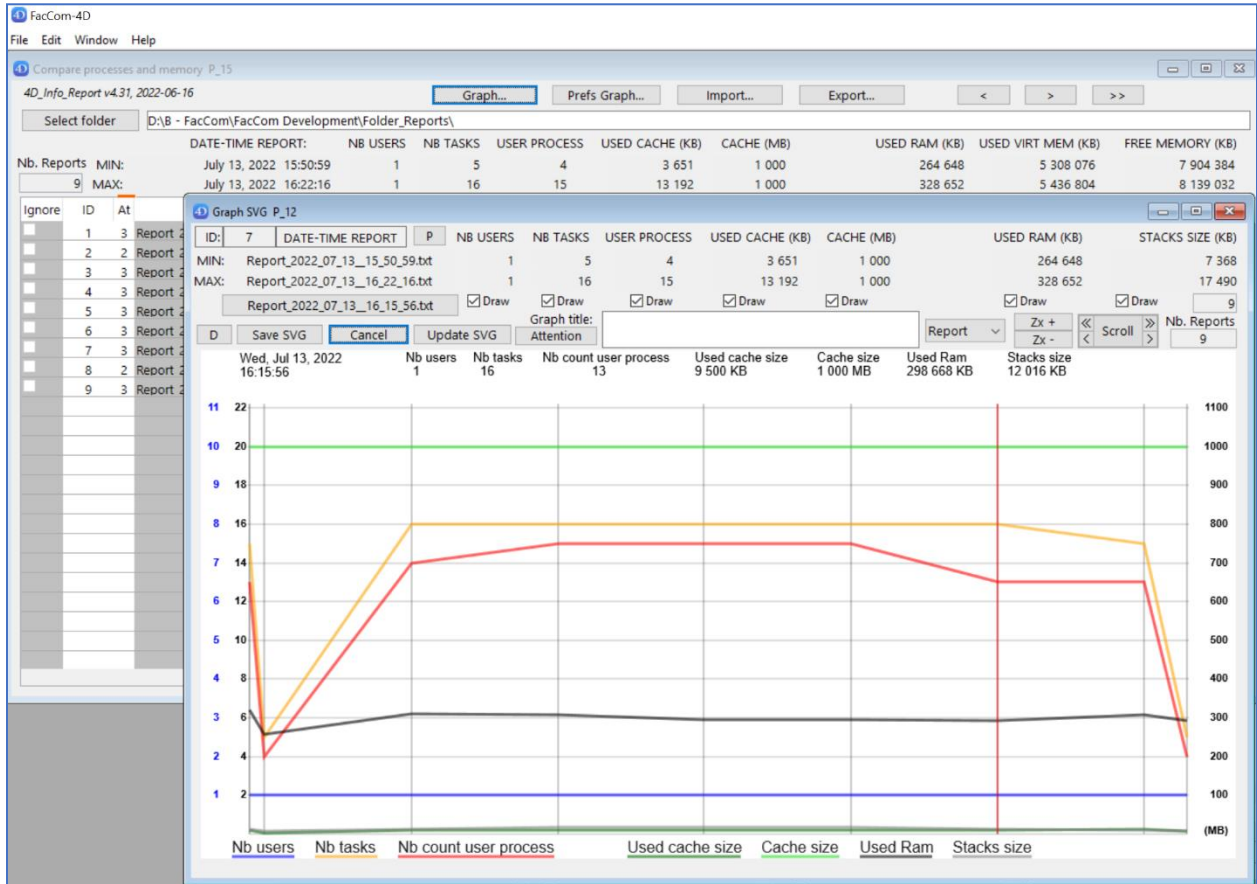 FacCom-4D
File Edit Window Help
Compare processes and memory P_15
4D_Info_Report v4.31, 2022-06-16 Graph... Prefs Graph... Import... Export... < > >>
Select folder D:\B - FacCom\FacCom Development\Folder_Reports\
DATE-TIME REPORT: NB USERS NB TASKS USER PROCESS USED CACHE (KB) CACHE (MB) USED RAM (KB) USED VIRT MEM (KB) FREE MEMORY (KB)
Nb. Reports MIN: July 13, 2022 15:50:59 1 5 4 3 651 1 000 264 648 5 308 076 7 904 384
9 MAX: July 13, 2022 16:22:16 1 16 15 13 192 1 000 328 652 5 436 804 8 139 032
Ignore ID At
1 3 Report 2
2 2 Report 2
3 3 Report 2
4 3 Report 2
5 3 Report 2
6 3 Report 2
7 3 Report 2
8 2 Report 2
9 3 Report 2
Graph SVG P_12
ID: 7 DATE-TIME REPORT P NB USERS NB TASKS USER PROCESS USED CACHE (KB) CACHE (MB) USED RAM (KB) STACKS SIZE (KB)
MIN: Report_2022_07_13__15_50_59.txt 1 5 4 3 651 1 000 264 648 7 368
MAX: Report_2022_07_13__16_22_16.txt 1 16 15 13 192 1 000 328 652 17 490
Report_2022_07_13__16_15_56.txt Draw Draw Draw Draw Draw Draw Draw 9
D Save SVG Cancel Update SVG Graph title: Attention Report Zx + Zx - << < Scroll >> > Nb. Reports 9
Wed, Jul 13, 2022 Nb users Nb tasks Nb count user process Used cache size Cache size Used Ram Stacks size
16:15:56 1 16 13 9 500 KB 1 000 MB 298 668 KB 12 016 KB
11 22 1100
10 20 1000
9 18 900
8 16 800
7 14 700
6 12 600
5 10 500
4 8 400
3 6 300
2 4 200
1 2 100
(MB)
Nb users Nb tasks Nb count user process Used cache size Cache size Used Ram Stacks size